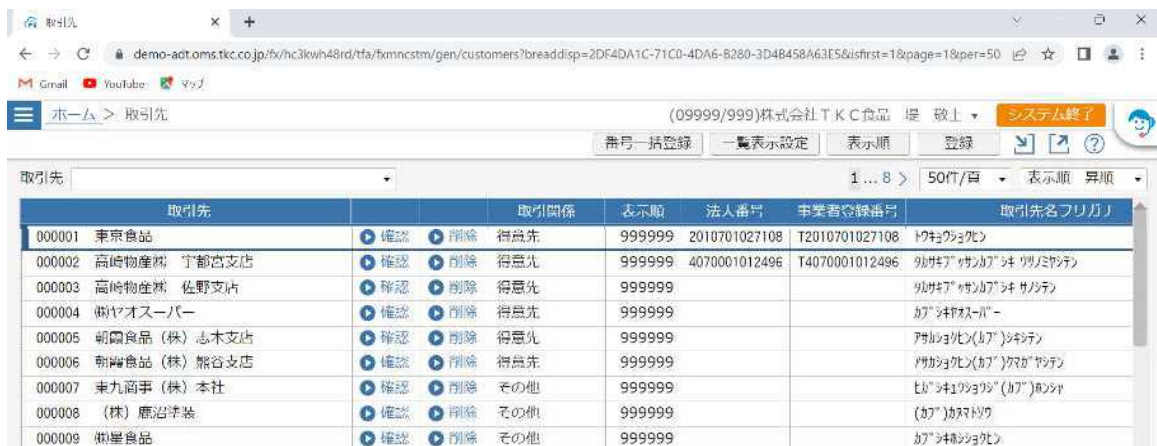 取引先
demo-adt.oms.tkc.co.jp/fx/hc3kwh48rd/tfa/fxmncstm/gen/customers?breaddisp=2DF4DA1C-71C0-4DA6-B280-3D4B458A63E5&isfirst=1&page=1&per=50
Gmail YouTube マップ
ホーム > 取引先 (09999/999)株式会社ＴＫＣ食品 堤 敬士 システム終了
番号一括登録 一覧表示設定 表示順 登録
取引先 1 ... 8 > 50件/頁 表示順 昇順
取引先 取引関係 表示順 法人番号 事業者登録番号 取引先名フリガナ
000001 東京食品 確認 削除 得意先 999999 2010701027108 T2010701027108 ﾄｳｷｮｳｼｮｸﾋﾝ
000002 高崎物産㈱ 宇都宮支店 確認 削除 得意先 999999 4070001012496 T4070001012496 ﾀｶｻｷﾌﾞｯｻﾝｶﾌﾞｼｷ ｳﾂﾉﾐﾔｼﾃﾝ
000003 高崎物産㈱ 佐野支店 確認 削除 得意先 999999 ﾀｶｻｷﾌﾞｯｻﾝｶﾌﾞｼｷ ｻﾉｼﾃﾝ
000004 ㈱ヤオスーパー 確認 削除 得意先 999999 ｶﾌﾞｼｷﾔｵｽｰﾊﾟｰ
000005 朝霞食品（株）志木支店 確認 削除 得意先 999999 ｱｻｶｼｮｸﾋﾝ(ｶﾌﾞ)ｼｷｼﾃﾝ
000006 朝霞食品（株）熊谷支店 確認 削除 得意先 999999 ｱｻｶｼｮｸﾋﾝ(ｶﾌﾞ)ｸﾏｶﾞﾔｼﾃﾝ
000007 東九商事（株）本社 確認 削除 その他 999999
000008 （株）鹿沼塗装 確認 削除 その他 999999 (ｶﾌﾞ)ｶﾇﾏﾄｿｳ
000009 ㈱星食品 確認 削除 その他 999999 ｶﾌﾞｼｷﾎｼｼｮｸﾋﾝ